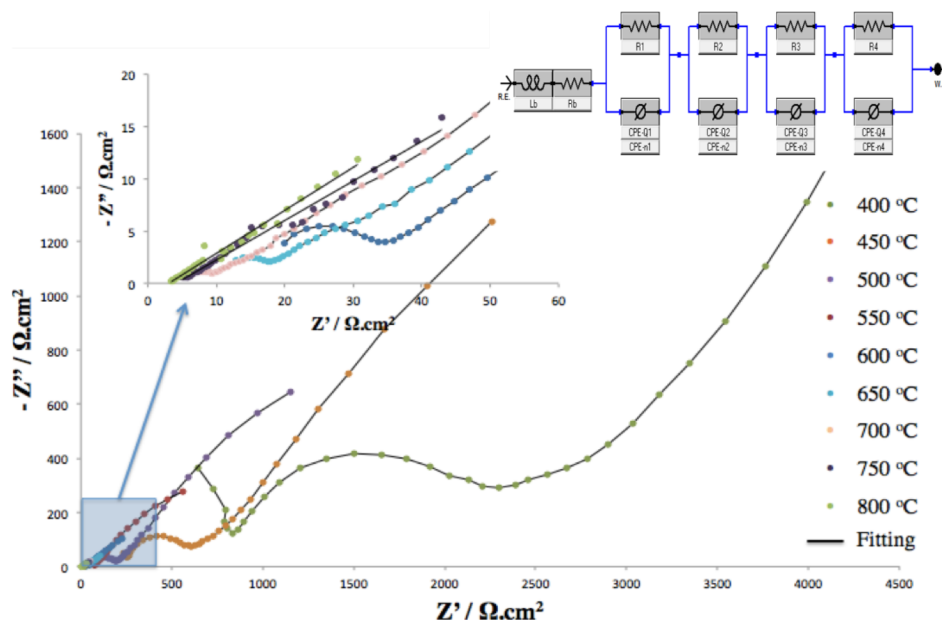 R1
R2
R3
R4
R.E.
Lb
Rb
W.
CPE-Q1
CPE-n1
CPE-Q2
CPE-n2
CPE-Q3
CPE-n3
CPE-Q4
CPE-n4
20
15
10
5
0
- Z" / Ω.cm²
0
10
20
30
40
50
60
Z' / Ω.cm²
1600
1400
1200
1000
800
600
400
200
0
- Z" / Ω.cm²
0
500
1000
1500
2000
2500
3000
3500
4000
4500
Z' / Ω.cm²
400 °C
450 °C
500 °C
550 °C
600 °C
650 °C
700 °C
750 °C
800 °C
Fitting